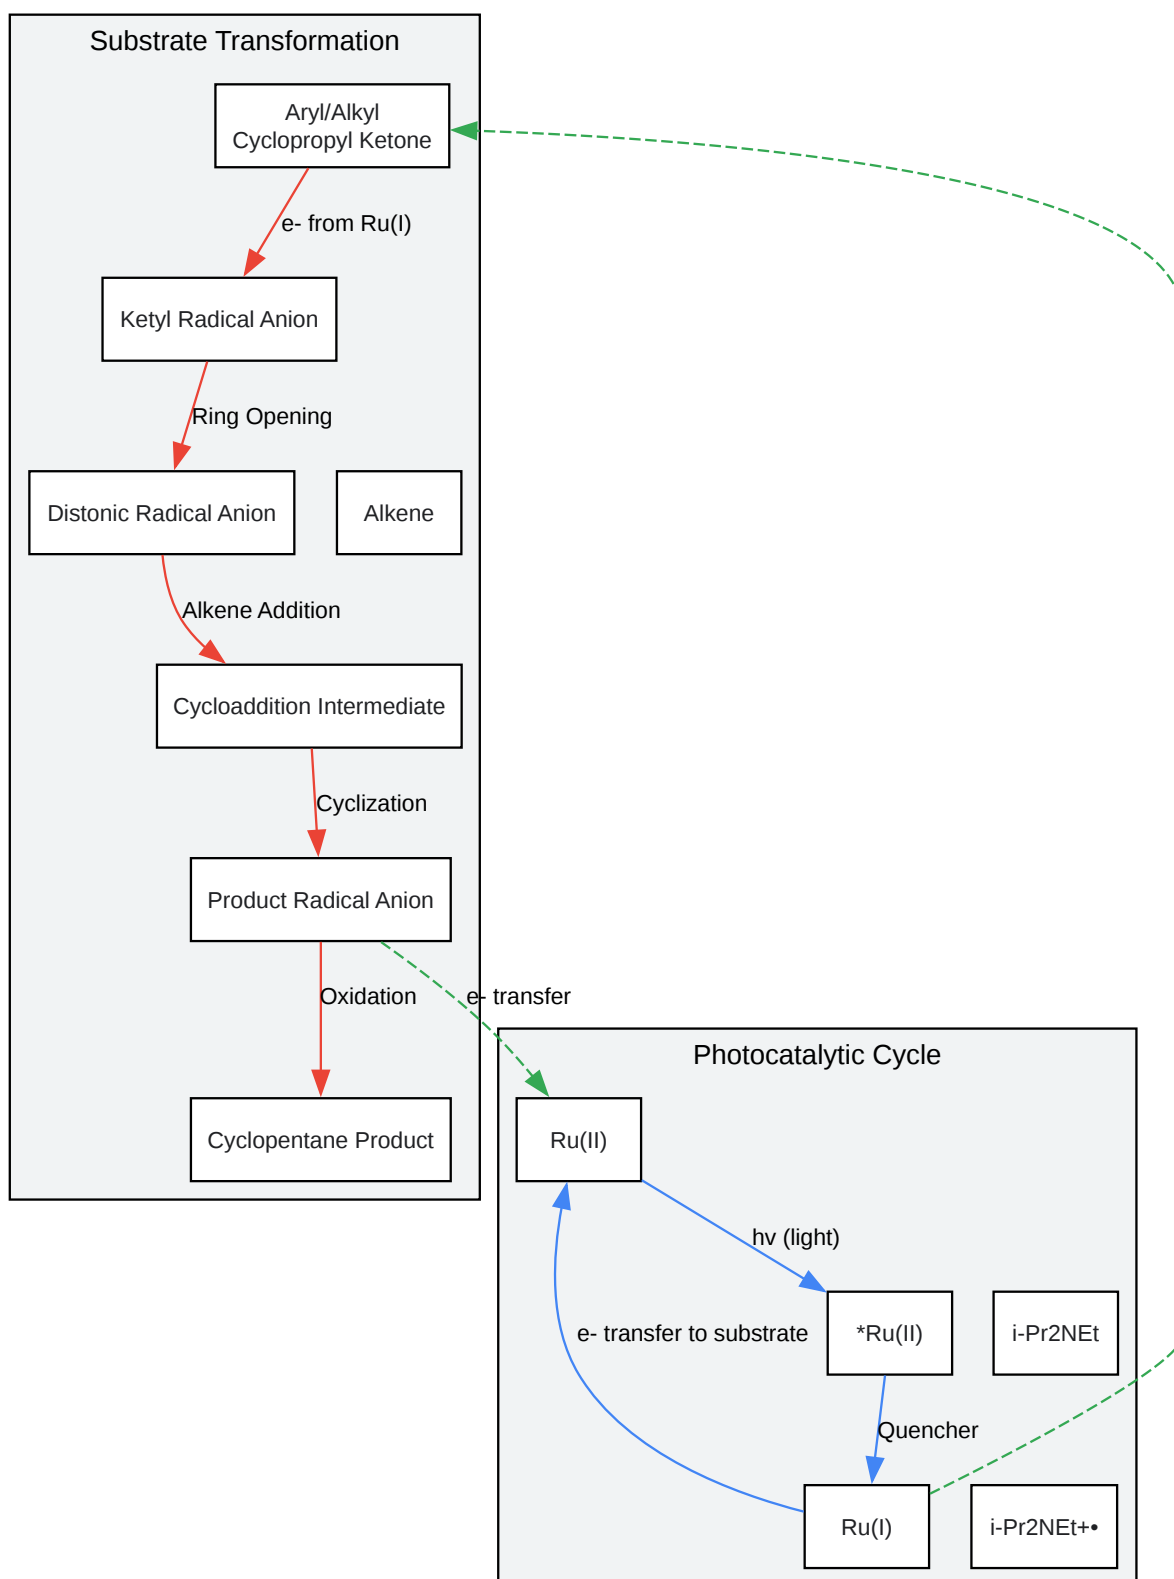 Substrate Transformation
Aryl/Alkyl
Cyclopropyl Ketone
e- from Ru(I)
Ketyl Radical Anion
Ring Opening
Distonic Radical Anion
Alkene
Alkene Addition
Cycloaddition Intermediate
Cyclization
Product Radical Anion
Oxidation
e- transfer
Cyclopentane Product
Photocatalytic Cycle
Ru(II)
hv (light)
*Ru(II)
i-Pr2NEt
e- transfer to substrate
Quencher
Ru(I)
i-Pr2NEt+•